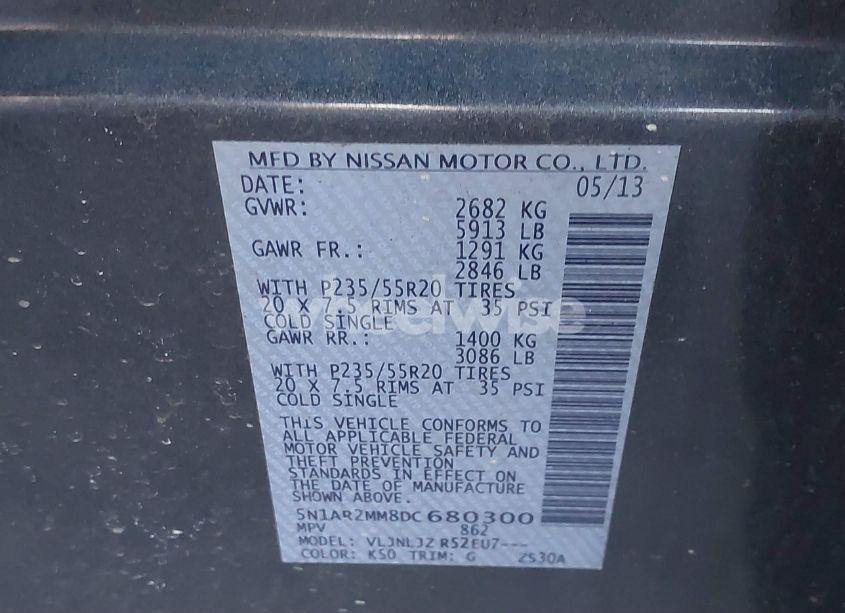 MFD BY NISSAN MOTOR CO., LTD.
DATE: 05/13
GVWR: 2682 KG
5913 LB
GAWR FR.: 1291 KG
2846 LB
WITH P235/55R20 TIRES
20 X 7.5 RIMS AT 35 PSI
COLD SINGLE
GAWR RR.: 1400 KG
3086 LB
WITH P235/55R20 TIRES
20 X 7.5 RIMS AT 35 PSI
COLD SINGLE
THIS VEHICLE CONFORMS TO
ALL APPLICABLE FEDERAL
MOTOR VEHICLE SAFETY AND
THEFT PREVENTION
STANDARDS IN EFFECT ON
THE DATE OF MANUFACTURE
SHOWN ABOVE.
5N1AR2MM8DC680300
MPV 862
MODEL: VLJNLJZ R52EU7---
COLOR: K50 TRIM: G ZS30A
wheelwise